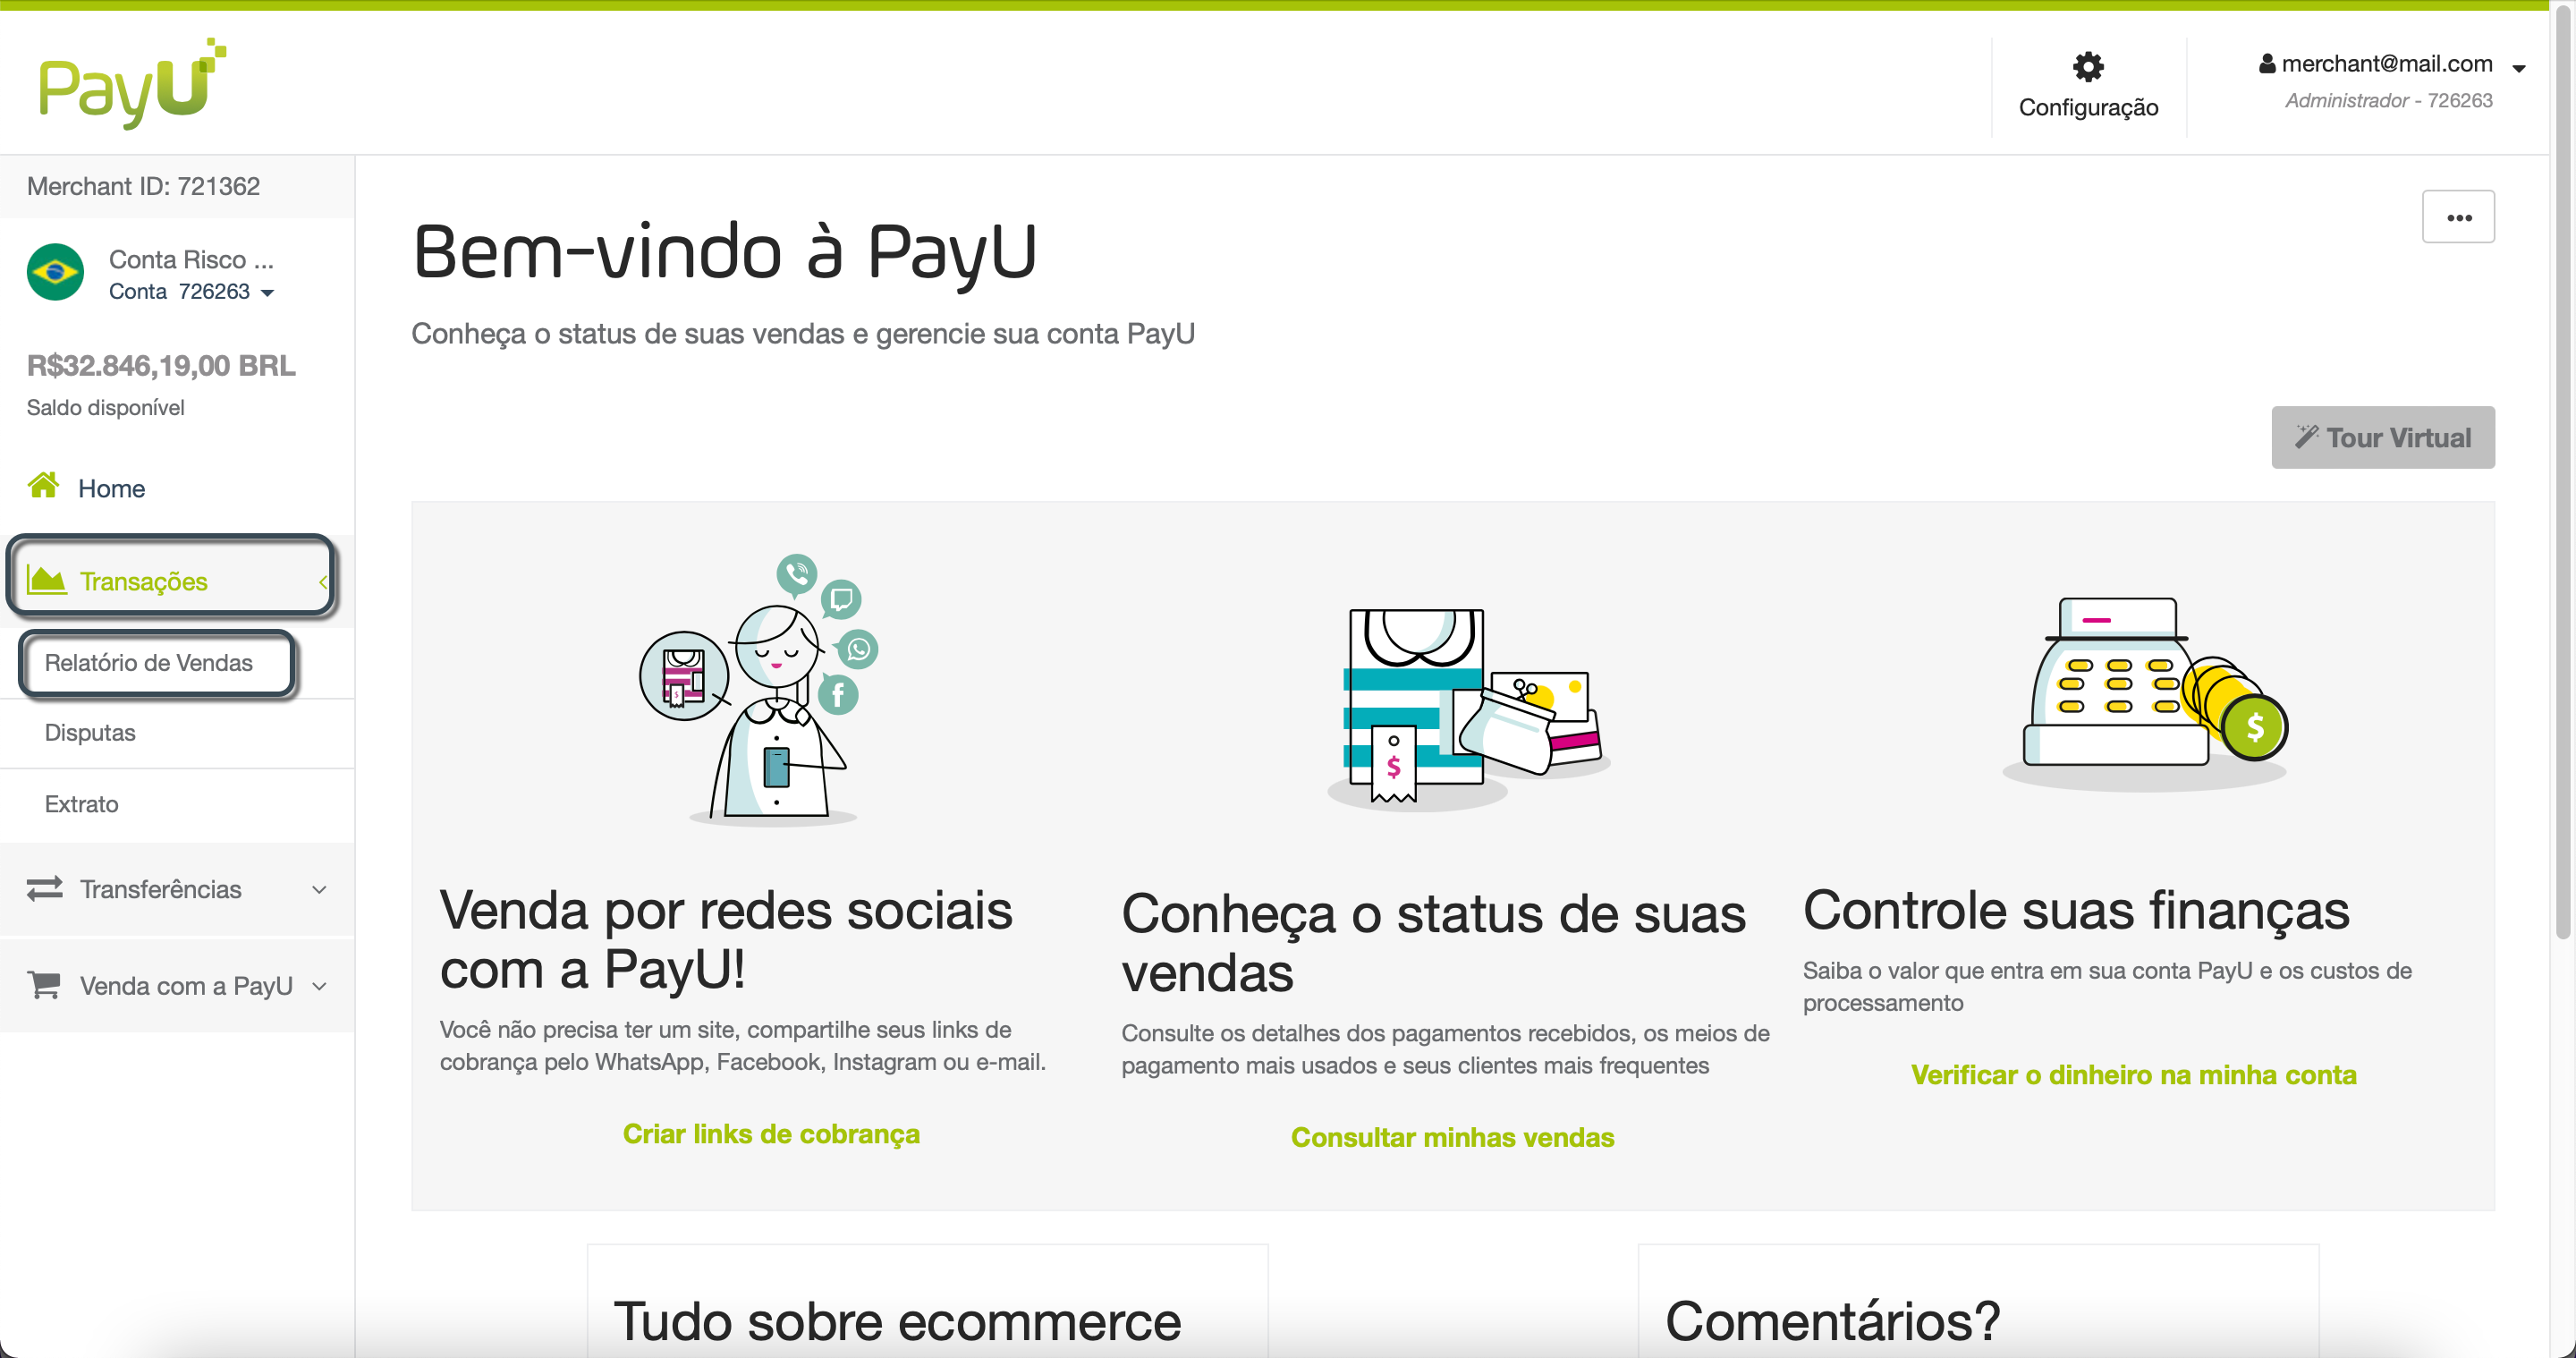 PayU
Configuração
merchant@mail.com
Administrador - 726263
Merchant ID: 721362
Conta Risco ...
Conta 726263
R$32.846,19,00 BRL
Saldo disponível
Home
Transações
Relatório de Vendas
Disputas
Extrato
Transferências
Venda com a PayU
Bem-vindo à PayU
Conheça o status de suas vendas e gerencie sua conta PayU
Tour Virtual
Venda por redes sociais
com a PayU!
Você não precisa ter um site, compartilhe seus links de
cobrança pelo WhatsApp, Facebook, Instagram ou e-mail.
Criar links de cobrança
Conheça o status de suas
vendas
Consulte os detalhes dos pagamentos recebidos, os meios de
pagamento mais usados e seus clientes mais frequentes
Consultar minhas vendas
Controle suas finanças
Saiba o valor que entra em sua conta PayU e os custos de
processamento
Verificar o dinheiro na minha conta
Tudo sobre ecommerce
Comentários?